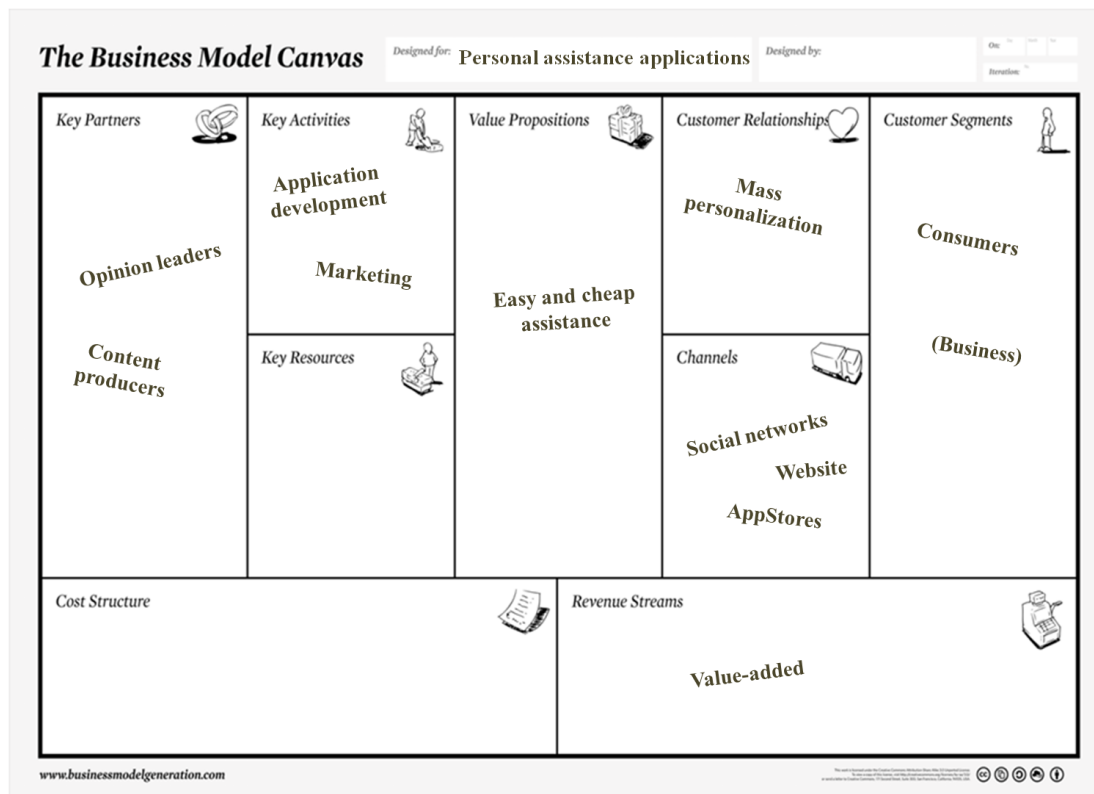 The Business Model Canvas
Designed for:
Personal assistance applications
Designed by:
On:
Iteration:
Key Partners
Opinion leaders
Content
producers
Key Activities
Application
development
Marketing
Key Resources
Value Propositions
Easy and cheap
assistance
Customer Relationships
Mass
personalization
Channels
Social networks
Website
AppStores
Customer Segments
Consumers
(Business)
Cost Structure
Revenue Streams
Value-added
www.businessmodelgeneration.com